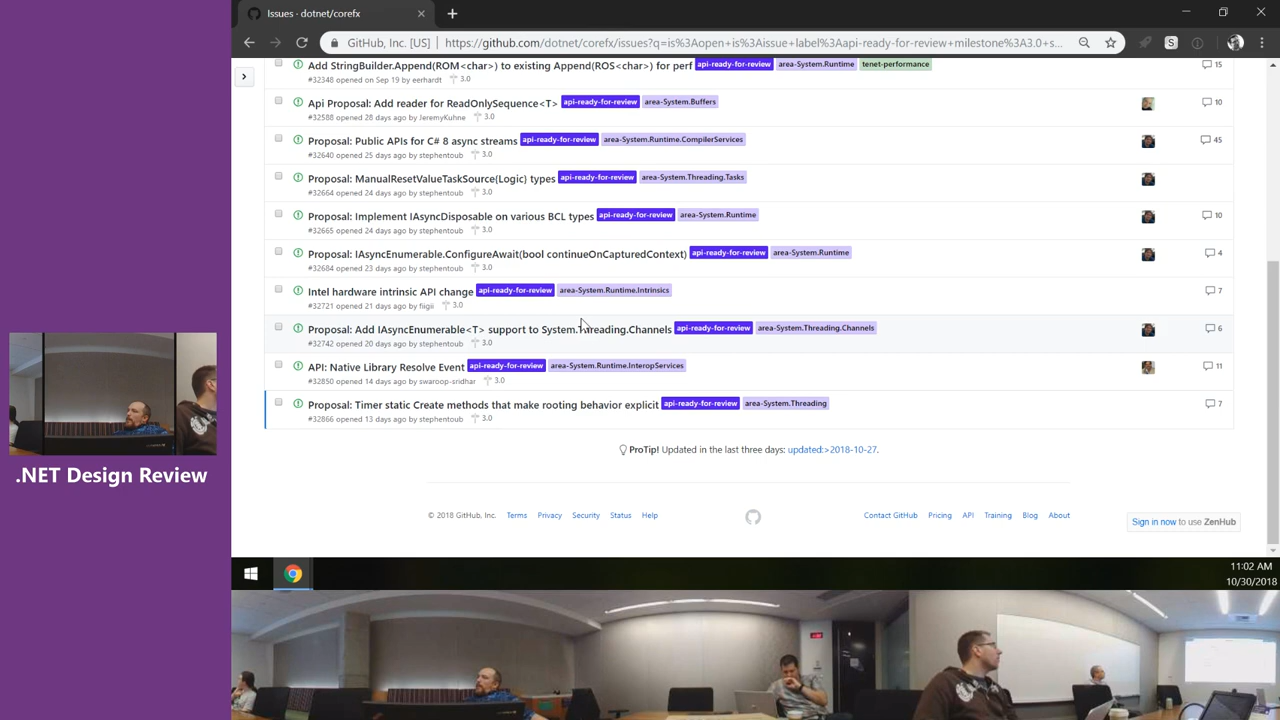 Issues · dotnet/corefx
GitHub, Inc. [US] | https://github.com/dotnet/corefx/issues?q=is%3Aopen+is%3Aissue+label%3Aapi-ready-for-review+milestone%3A3.0+s...
Add StringBuilder.Append(ROM<char>) to existing Append(ROS<char>) for perf api-ready-for-review area-System.Runtime tenet-performance 15
#32348 opened on Sep 19 by eerhardt 3.0
Api Proposal: Add reader for ReadOnlySequence<T> api-ready-for-review area-System.Buffers 10
#32588 opened 28 days ago by JeremyKuhne 3.0
Proposal: Public APIs for C# 8 async streams api-ready-for-review area-System.Runtime.CompilerServices 45
#32640 opened 25 days ago by stephentoub 3.0
Proposal: ManualResetValueTaskSource(Logic) types api-ready-for-review area-System.Threading.Tasks
#32664 opened 24 days ago by stephentoub 3.0
Proposal: Implement IAsyncDisposable on various BCL types api-ready-for-review area-System.Runtime 10
#32665 opened 24 days ago by stephentoub 3.0
Proposal: IAsyncEnumerable.ConfigureAwait(bool continueOnCapturedContext) api-ready-for-review area-System.Runtime 4
#32684 opened 23 days ago by stephentoub 3.0
Intel hardware intrinsic API change api-ready-for-review area-System.Runtime.Intrinsics 7
#32721 opened 21 days ago by fiigii 3.0
Proposal: Add IAsyncEnumerable<T> support to System.Threading.Channels api-ready-for-review area-System.Threading.Channels 6
#32742 opened 20 days ago by stephentoub 3.0
API: Native Library Resolve Event api-ready-for-review area-System.Runtime.InteropServices 11
#32850 opened 14 days ago by swaroop-sridhar 3.0
Proposal: Timer static Create methods that make rooting behavior explicit api-ready-for-review area-System.Threading 7
#32866 opened 13 days ago by stephentoub 3.0
ProTip! Updated in the last three days: updated:>2018-10-27.
.NET Design Review
© 2018 GitHub, Inc. Terms Privacy Security Status Help Contact GitHub Pricing API Training Blog About
Sign in now to use ZenHub
11:02 AM
10/30/2018